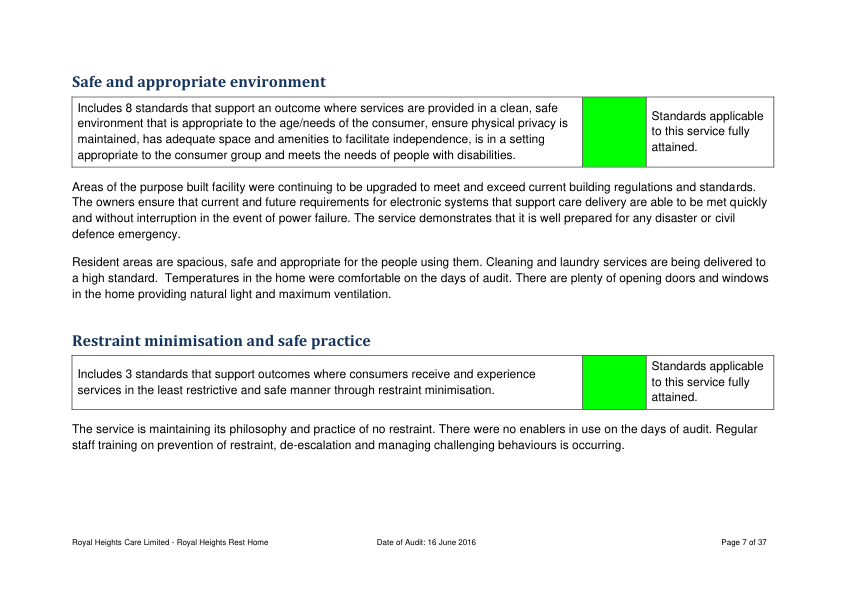 Safe and appropriate environment
Includes 8 standards that support an outcome where services are provided in a clean, safe
environment that is appropriate to the age/needs of the consumer, ensure physical privacy is
maintained, has adequate space and amenities to facilitate independence, is in a setting
appropriate to the consumer group and meets the needs of people with disabilities.
Standards applicable
to this service fully
attained.
Areas of the purpose built facility were continuing to be upgraded to meet and exceed current building regulations and standards.
The owners ensure that current and future requirements for electronic systems that support care delivery are able to be met quickly
and without interruption in the event of power failure. The service demonstrates that it is well prepared for any disaster or civil
defence emergency.
Resident areas are spacious, safe and appropriate for the people using them. Cleaning and laundry services are being delivered to
a high standard.  Temperatures in the home were comfortable on the days of audit. There are plenty of opening doors and windows
in the home providing natural light and maximum ventilation.
Restraint minimisation and safe practice
Includes 3 standards that support outcomes where consumers receive and experience
services in the least restrictive and safe manner through restraint minimisation.
Standards applicable
to this service fully
attained.
The service is maintaining its philosophy and practice of no restraint. There were no enablers in use on the days of audit. Regular
staff training on prevention of restraint, de-escalation and managing challenging behaviours is occurring.
Royal Heights Care Limited - Royal Heights Rest Home
Date of Audit: 16 June 2016
Page 7 of 37